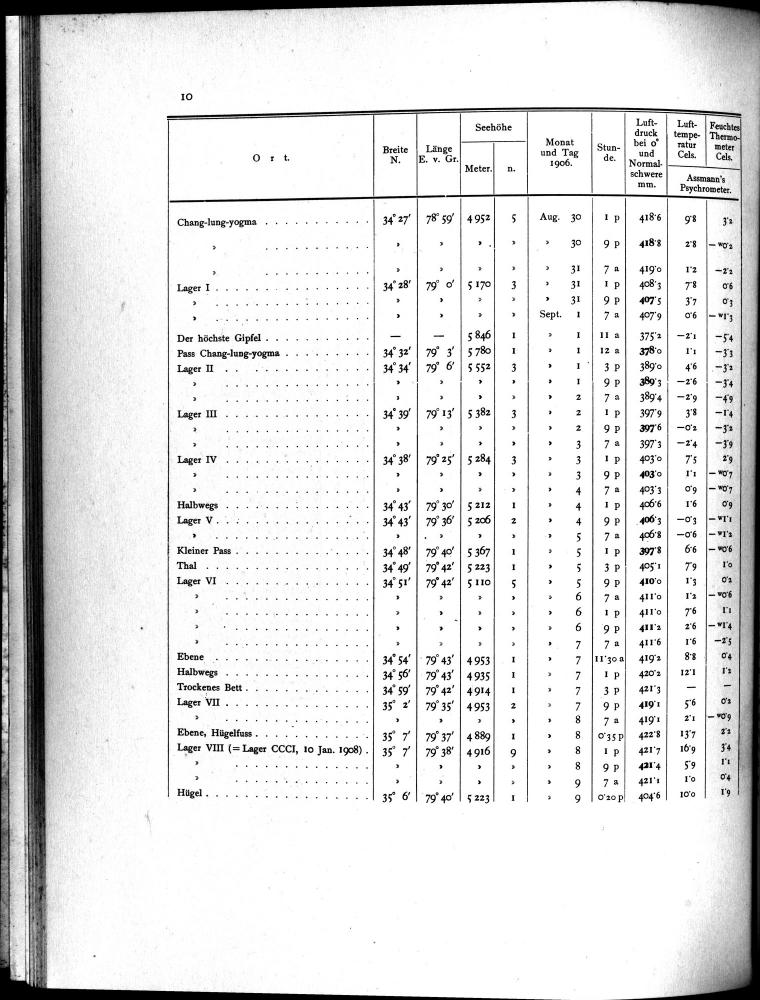 10
O r t. Breite N. Länge E. v. Gr. Seehöhe Meter. n. Monat und Tag 1906. Stunde. Luftdruck bei 0° und Normalschwere mm. Lufttemperatur Cels. Feuchtes Thermometer Cels. Assmann's Psychrometer.
Chang-lung-yogma 34° 27′ 78° 59′ 4952 5 Aug. 30 1 p 418·6 9·8 3·2
» » » » » » 30 9 p 418·8 2·8 —w0·2
» » » » » » 31 7 a 419·0 1·2 —2·2
Lager I 34° 28′ 79° 0′ 5170 3 » 31 1 p 408·3 7·8 0·6
» » » » » » 31 9 p 407·5 3·7 0·3
» » » » » Sept. 1 7 a 407·9 0·6 —w1·3
Der höchste Gipfel — — 5846 1 » 1 11 a 375·2 —2·1 —5·4
Pass Chang-lung-yogma 34° 32′ 79° 3′ 5780 1 » 1 12 a 378·0 1·1 —3·3
Lager II 34° 34′ 79° 6′ 5552 3 » 1 3 p 389·0 4·6 —3·2
» » » » » » 1 9 p 389·3 —2·6 —3·4
» » » » » » 2 7 a 389·4 —2·9 —4·9
Lager III 34° 39′ 79° 13′ 5382 3 » 2 1 p 397·9 3·8 —1·4
» » » » » » 2 9 p 397·6 —0·2 —3·2
» » » » » » 3 7 a 397·3 —2·4 —3·9
Lager IV 34° 38′ 79° 25′ 5284 3 » 3 1 p 403·0 7·5 2·9
» » » » » » 3 9 p 403·0 1·1 —w0·7
» » » » » » 4 7 a 403·3 0·9 —w0·7
Halbwegs 34° 43′ 79° 30′ 5212 1 » 4 1 p 406·6 1·6 0·9
Lager V 34° 43′ 79° 36′ 5206 2 » 4 9 p 406·3 —0·3 —w1·1
» » » » » » 5 7 a 406·8 —0·6 —w1·2
Kleiner Pass 34° 48′ 79° 40′ 5367 1 » 5 1 p 397·8 6·6 —w0·6
Thal 34° 49′ 79° 42′ 5223 1 » 5 3 p 405·1 7·9 1·0
Lager VI 34° 51′ 79° 42′ 5110 5 » 5 9 p 410·0 1·3 0·2
» » » » » » 6 7 a 411·0 1·2 —w0·6
» » » » » » 6 1 p 411·0 7·6 1·1
» » » » » » 6 9 p 411·2 2·6 —w1·4
» » » » » » 7 7 a 411·6 1·6 —2·5
Ebene 34° 54′ 79° 43′ 4953 1 » 7 11·30 a 419·2 8·8 0·4
Halbwegs 34° 56′ 79° 43′ 4935 1 » 7 1 p 420·2 12·1 1·2
Trockenes Bett 34° 59′ 79° 42′ 4914 1 » 7 3 p 421·3 — —
Lager VII 35° 2′ 79° 35′ 4953 2 » 7 9 p 419·1 5·6 0·2
» » » » » » 8 7 a 419·1 2·1 —w0·9
Ebene, Hügelfuss 35° 7′ 79° 37′ 4889 1 » 8 0·35 p 422·8 13·7 2·2
Lager VIII (= Lager CCCI, 10 Jan. 1908) . 35° 7′ 79° 38′ 4916 9 » 8 1 p 421·7 16·9 3·4
» » » » » » 8 9 p 421·4 5·9 1·1
» » » » » » 9 7 a 421·1 1·0 0·4
Hügel 35° 6′ 79° 40′ 5223 1 » 9 0·20 p 404·6 10·0 1·9